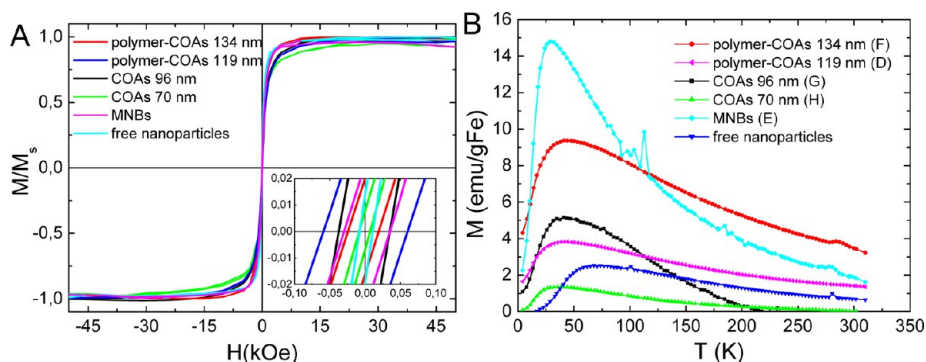 A
M/Ms
1.0
0.5
0.0
-0.5
-1.0
polymer-COAs 134 nm
polymer-COAs 119 nm
COAs 96 nm
COAs 70 nm
MNBs
free nanoparticles
0.02
0.01
0.00
-0.01
-0.02
-0,10 -0,05 0,00 0,05 0,10
-45 -30 -15 0 15 30 45
H(kOe)
B
M (emu/gFe)
16
14
12
10
8
6
4
2
0
polymer-COAs 134 nm (F)
polymer-COAs 119 nm (D)
COAs 96 nm (G)
COAs 70 nm (H)
MNBs (E)
free nanoparticles
0 50 100 150 200 250 300 350
T (K)